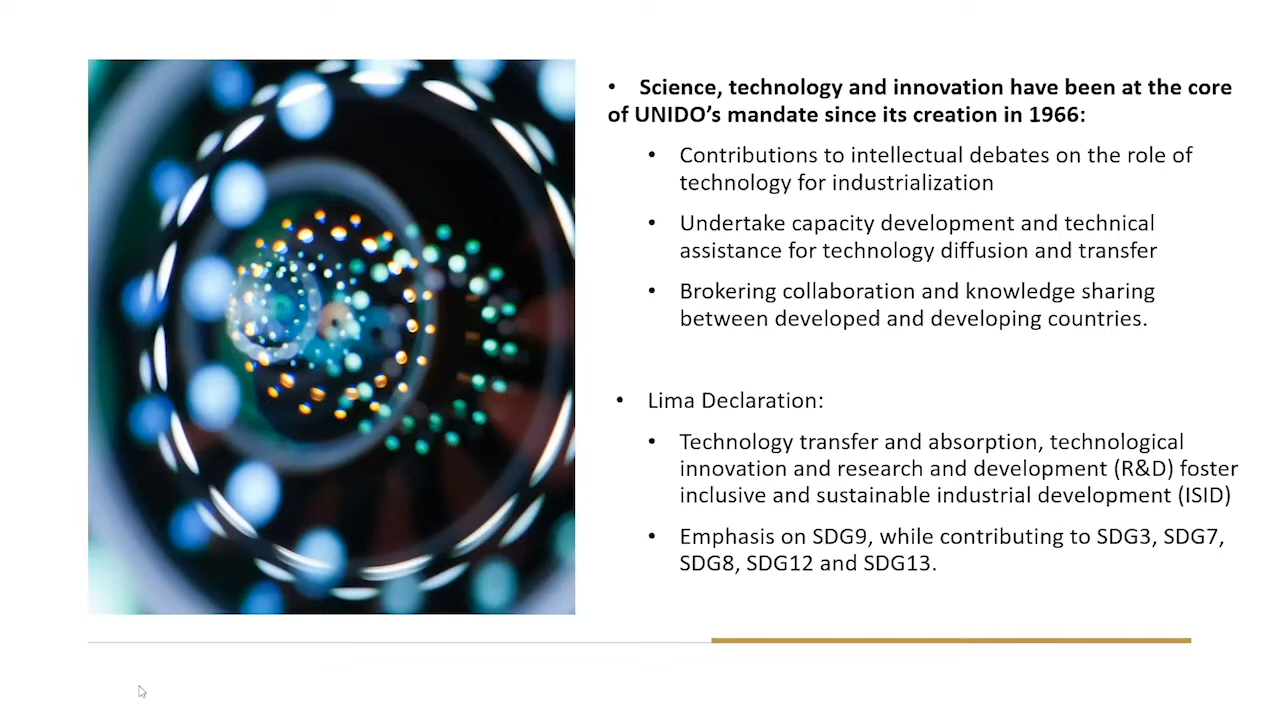 • Science, technology and innovation have been at the core
of UNIDO’s mandate since its creation in 1966:
• Contributions to intellectual debates on the role of
technology for industrialization
• Undertake capacity development and technical
assistance for technology diffusion and transfer
• Brokering collaboration and knowledge sharing
between developed and developing countries.
• Lima Declaration:
• Technology transfer and absorption, technological
innovation and research and development (R&D) foster
inclusive and sustainable industrial development (ISID)
• Emphasis on SDG9, while contributing to SDG3, SDG7,
SDG8, SDG12 and SDG13.